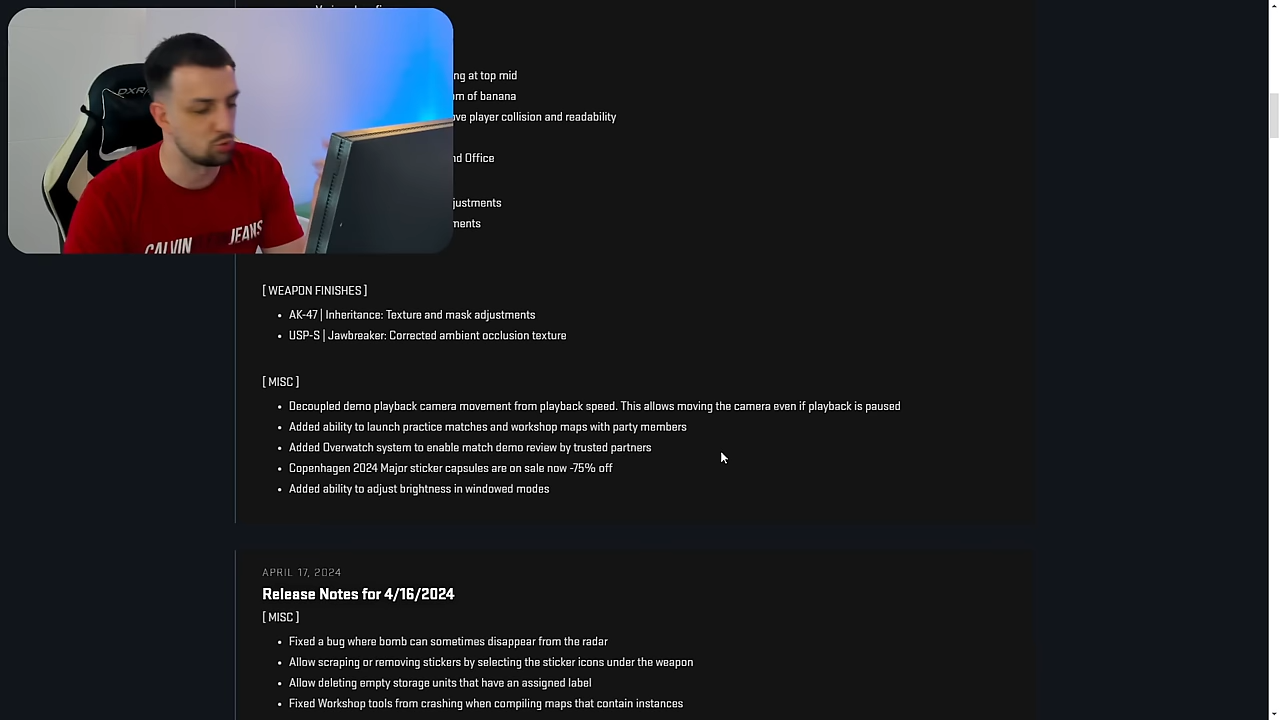 ng at top mid
om of banana
ove player collision and readability
nd Office
justments
ments
CALVIN JEANS
[ WEAPON FINISHES ]
• AK-47 | Inheritance: Texture and mask adjustments
• USP-S | Jawbreaker: Corrected ambient occlusion texture
[ MISC ]
• Decoupled demo playback camera movement from playback speed. This allows moving the camera even if playback is paused
• Added ability to launch practice matches and workshop maps with party members
• Added Overwatch system to enable match demo review by trusted partners
• Copenhagen 2024 Major sticker capsules are on sale now -75% off
• Added ability to adjust brightness in windowed modes
APRIL 17, 2024
Release Notes for 4/16/2024
[ MISC ]
• Fixed a bug where bomb can sometimes disappear from the radar
• Allow scraping or removing stickers by selecting the sticker icons under the weapon
• Allow deleting empty storage units that have an assigned label
• Fixed Workshop tools from crashing when compiling maps that contain instances